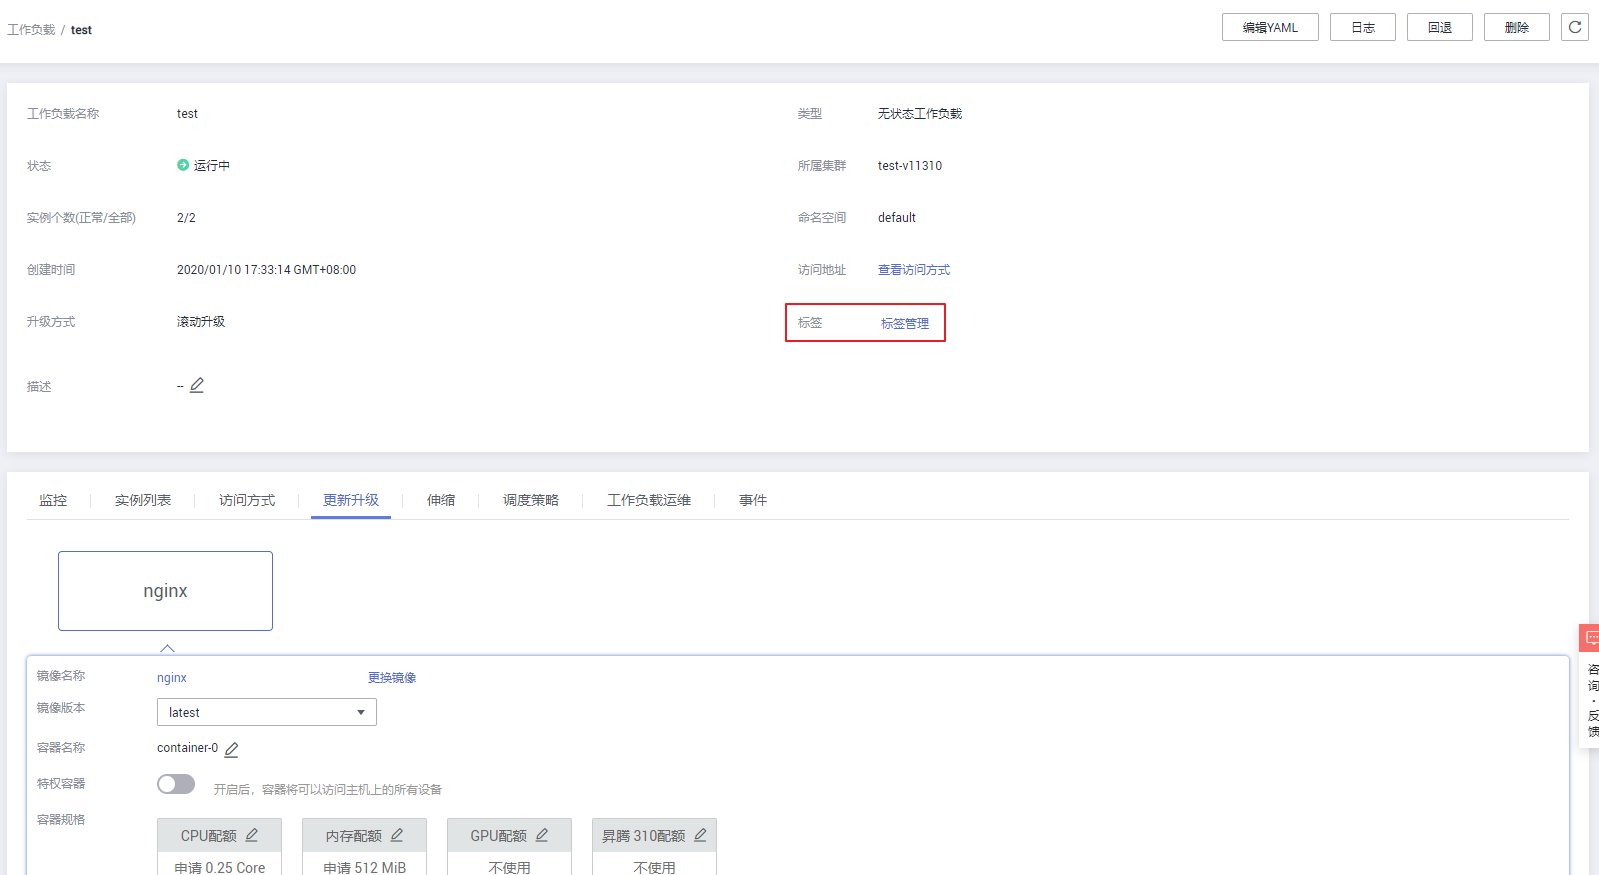 工作负载 / test
编辑YAML 日志 回退 删除
工作负载名称 test 类型 无状态工作负载
状态 运行中 所属集群 test-v11310
实例个数(正常/全部) 2/2 命名空间 default
创建时间 2020/01/10 17:33:14 GMT+08:00 访问地址 查看访问方式
升级方式 滚动升级 标签 标签管理
描述 --
监控 实例列表 访问方式 更新升级 伸缩 调度策略 工作负载运维 事件
nginx
镜像名称 nginx 更换镜像
镜像版本 latest
容器名称 container-0
特权容器 开启后，容器将可以访问主机上的所有设备
容器规格
CPU配额 内存配额 GPU配额 昇腾 310配额
申请 0.25 Core 申请 512 MiB 不使用 不使用
咨询·反馈